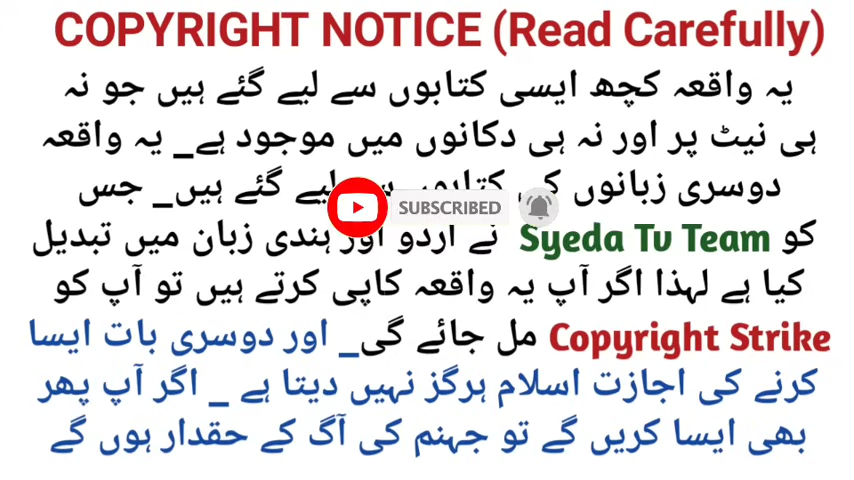 COPYRIGHT NOTICE (Read Carefully)
یہ واقعہ کچھ ایسی کتابوں سے لیے گئے ہیں جو نہ
ہی نیٹ پر اور نہ ہی دکانوں میں موجود ہے_ یہ واقعہ
دوسری زبانوں کی کتابوں سے لیے گئے ہیں_ جس
SUBSCRIBED
کو Syeda Tv Team نے اردو اور ہندی زبان میں تبدیل
کیا ہے لہذا اگر آپ یہ واقعہ کاپی کرتے ہیں تو آپ کو
Copyright Strike مل جائے گی_ اور دوسری بات ایسا
کرنے کی اجازت اسلام ہرگز نہیں دیتا ہے _ اگر آپ پھر
بھی ایسا کریں گے تو جہنم کی آگ کے حقدار ہوں گے